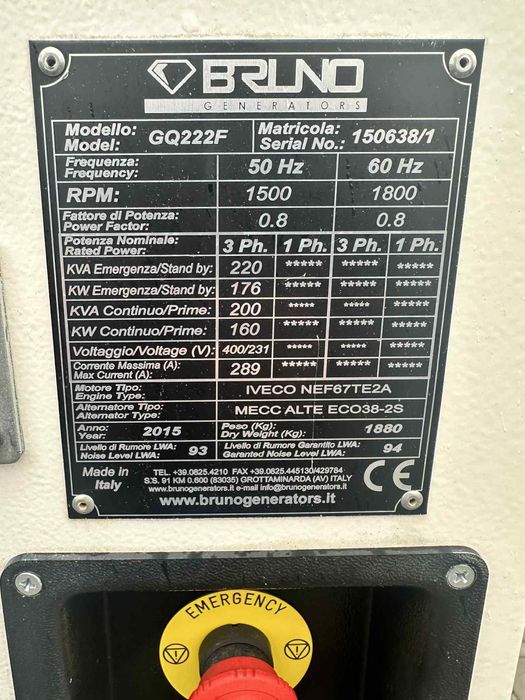 BRUNO
GENERATORS
Modello: GQ222F Matricola: 150638/1
Model: Serial No.:
Frequenza: 50 Hz 60 Hz
Frequency:
RPM: 1500 1800
Fattore di Potenza: 0.8 0.8
Power Factor:
Potenza Nominale: 3 Ph. 1 Ph. 3 Ph. 1 Ph.
Rated Power:
KVA Emergenza/Stand by: 220 ***** ***** *****
KW Emergenza/Stand by: 176 ***** ***** *****
KVA Continuo/Prime: 200 ***** ***** *****
KW Continuo/Prime: 160 ***** ***** *****
Voltaggio/Voltage (V): 400/231 ***** ***** *****
Corrente Massima (A): 289 ***** ***** *****
Max Current (A):
Motore Tipo: IVECO NEF67TE2A
Engine Type:
Alternatore Tipo: MECC ALTE ECO38-2S
Alternator Type:
Anno: 2015 Peso (Kg): 1880
Year: Dry Weight (Kg):
Livello di Rumore LWA: 93 Livello di Rumore Garantito LWA: 94
Noise Level LWA: Garanted Noise Level LWA:
Made in Italy
TEL. +39.0825.4210 FAX +39.0825.445130/429784
S.S. 91 KM 0.600 (83035) GROTTAMINARDA (AV) ITALY
www.brunogenerators.it e-mail info@brunogenerators.it
www.brunogenerators.it
CE
EMERGENCY